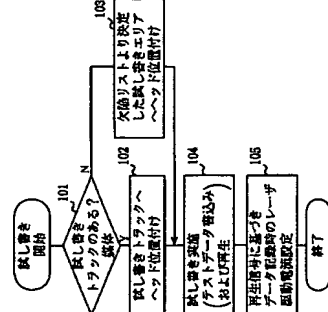 試し書き
開始
101
試し書き
トラックのある?
媒体
N
Y
103
欠陥リストより決定
した試し書きエリア
へヘッド位置付け
102
試し書きトラックへ
ヘッド位置付け
104
試し書き実施
(テストデータ書込み)
および再生
105
再生信号に基づき
データ記録時のレーザ
駆動電流設定
終了